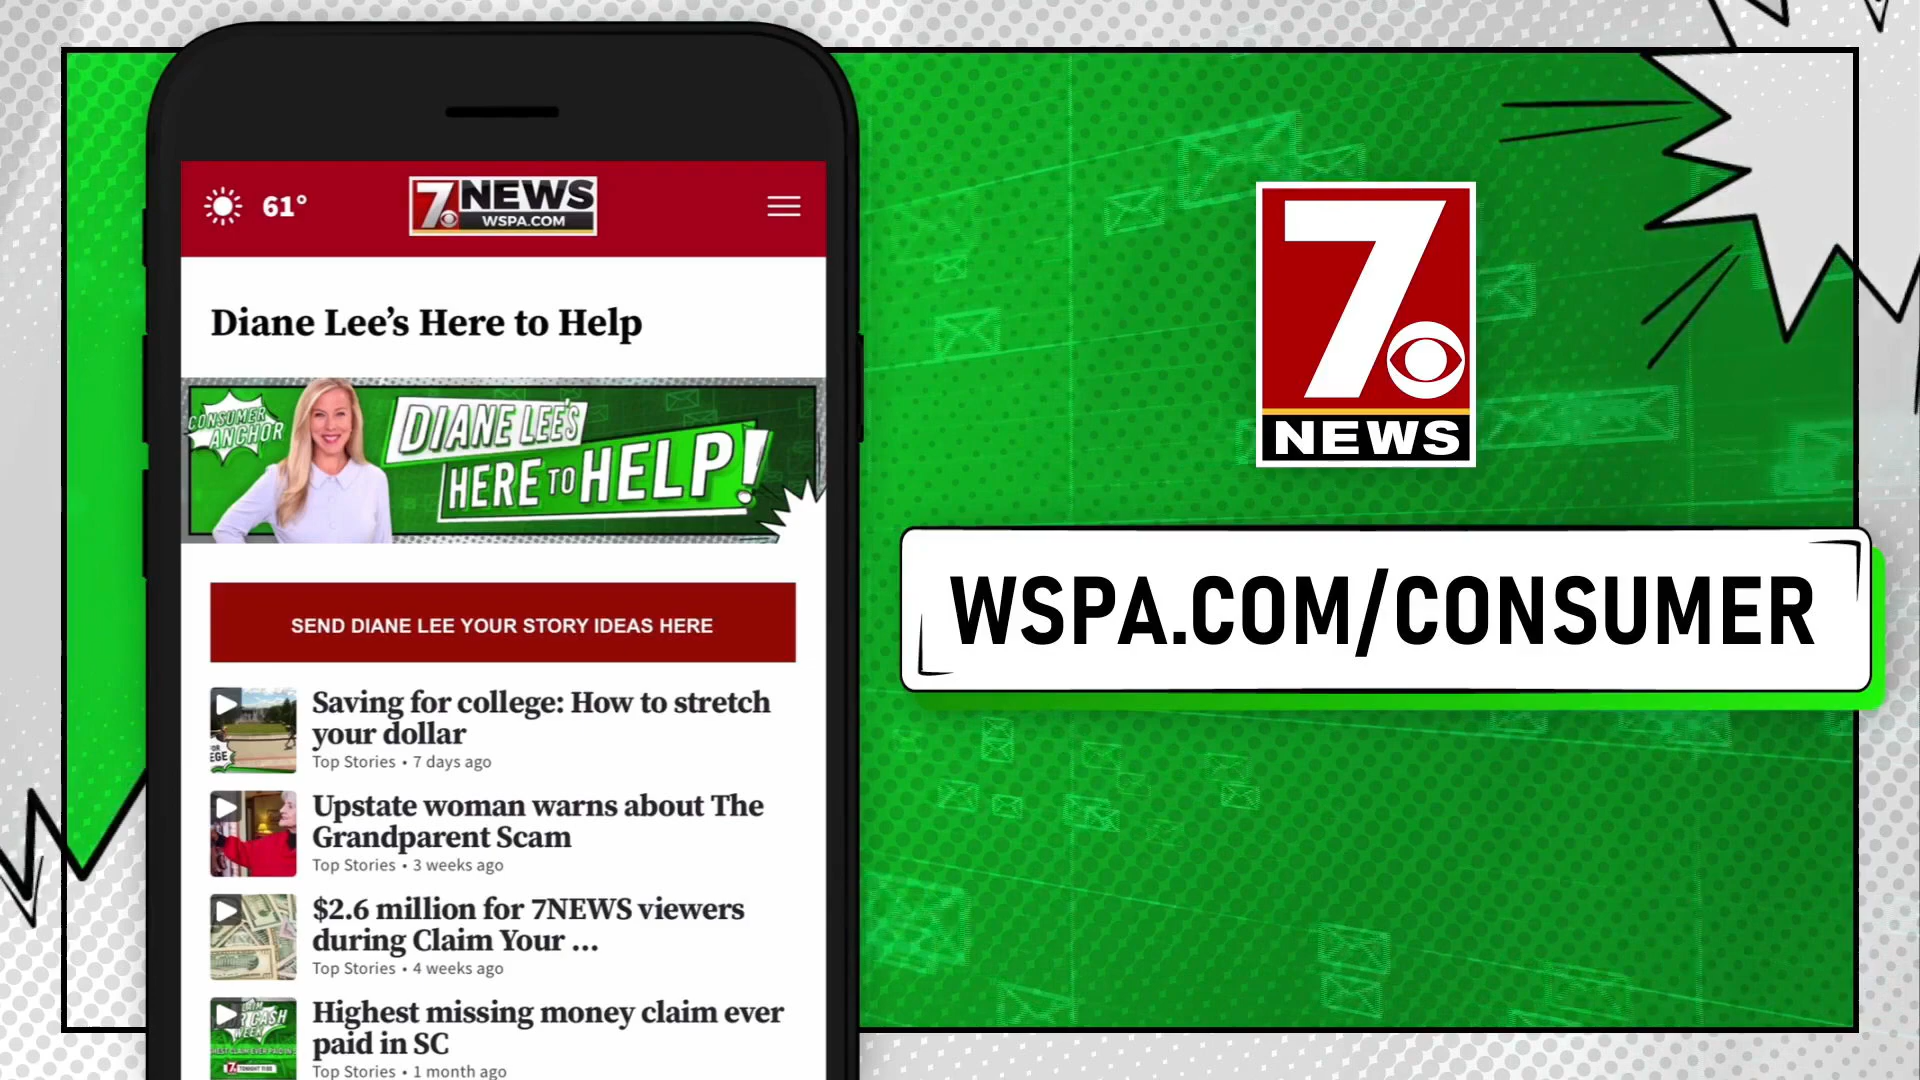 61°
7NEWS
WSPA.COM
Diane Lee's Here to Help
CONSUMER
ANCHOR
DIANE LEE'S
HERE TO HELP!
SEND DIANE LEE YOUR STORY IDEAS HERE
Saving for college: How to stretch
your dollar
Top Stories • 7 days ago
Upstate woman warns about The
Grandparent Scam
Top Stories • 3 weeks ago
$2.6 million for 7NEWS viewers
during Claim Your ...
Top Stories • 4 weeks ago
Highest missing money claim ever
paid in SC
Top Stories • 1 month ago
7
NEWS
WSPA.COM/CONSUMER